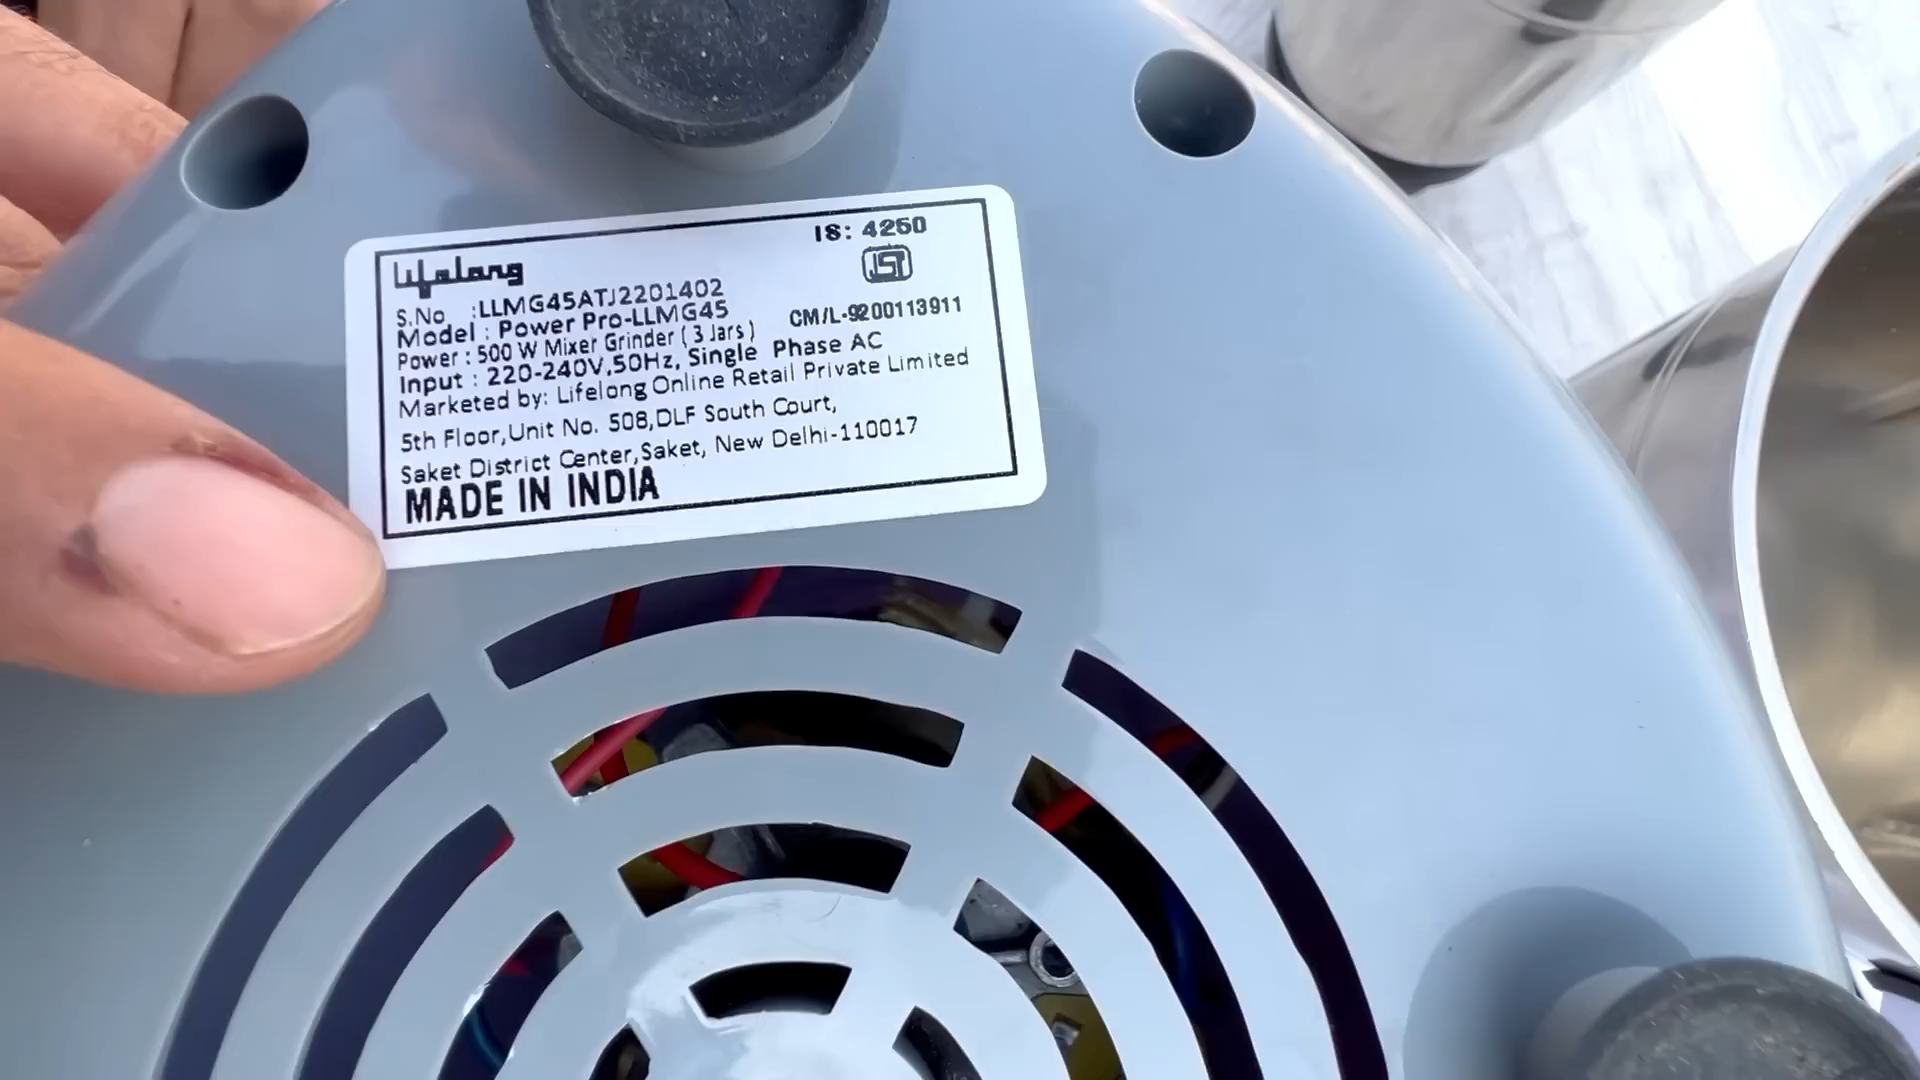 IS: 4250
Lifelong
ISI
S.No :LLMG45ATJ2201402
Model : Power Pro-LLMG45
CM/L-9200113911
Power : 500 W Mixer Grinder ( 3 Jars )
Input : 220-240V,50Hz, Single Phase AC
Marketed by: Lifelong Online Retail Private Limited
5th Floor,Unit No. 508,DLF South Court,
Saket District Center,Saket, New Delhi-110017
MADE IN INDIA